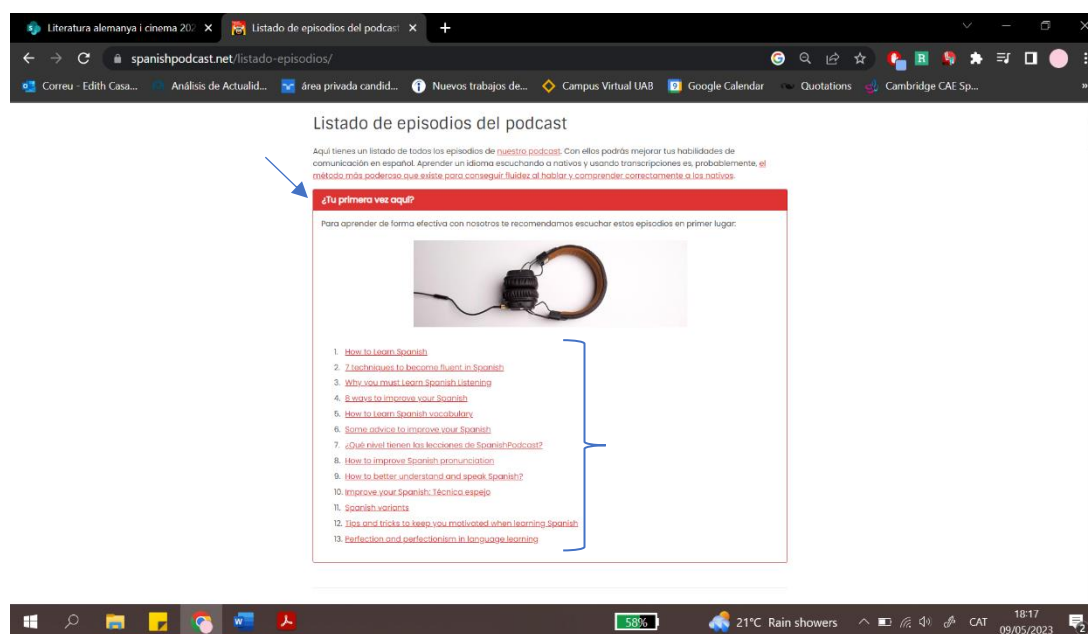 Literatura alemanya i cinema 202
Listado de episodios del podcast
spanishpodcast.net/listado-episodios/
Correu - Edith Casa...
Análisis de Actualid...
área privada candid...
Nuevos trabajos de...
Campus Virtual UAB
Google Calendar
Quotations
Cambridge CAE Sp...
Listado de episodios del podcast
Aquí tienes un listado de todos los episodios de nuestro podcast. Con ellos podrás mejorar tus habilidades de
comunicación en español. Aprender un idioma escuchando a nativos y usando transcripciones es, probablemente, el
método más poderoso que existe para conseguir fluidez al hablar y comprender correctamente a los nativos.
¿Tu primera vez aquí?
Para aprender de forma efectiva con nosotros te recomendamos escuchar estos episodios en primer lugar:
1. How to Learn Spanish
2. 7 techniques to become fluent in Spanish
3. Why you must Learn Spanish Listening
4. 8 ways to improve your Spanish
5. How to Learn Spanish vocabulary
6. Some advice to improve your Spanish
7. ¿Qué nivel tienen las lecciones de SpanishPodcast?
8. How to improve Spanish pronunciation
9. How to better understand and speak Spanish?
10. Improve your Spanish: Técnica espejo
11. Spanish variants
12. Tips and tricks to keep you motivated when learning Spanish
13. Perfection and perfectionism in language learning
58%
21°C Rain showers
CAT
18:17
09/05/2023
2